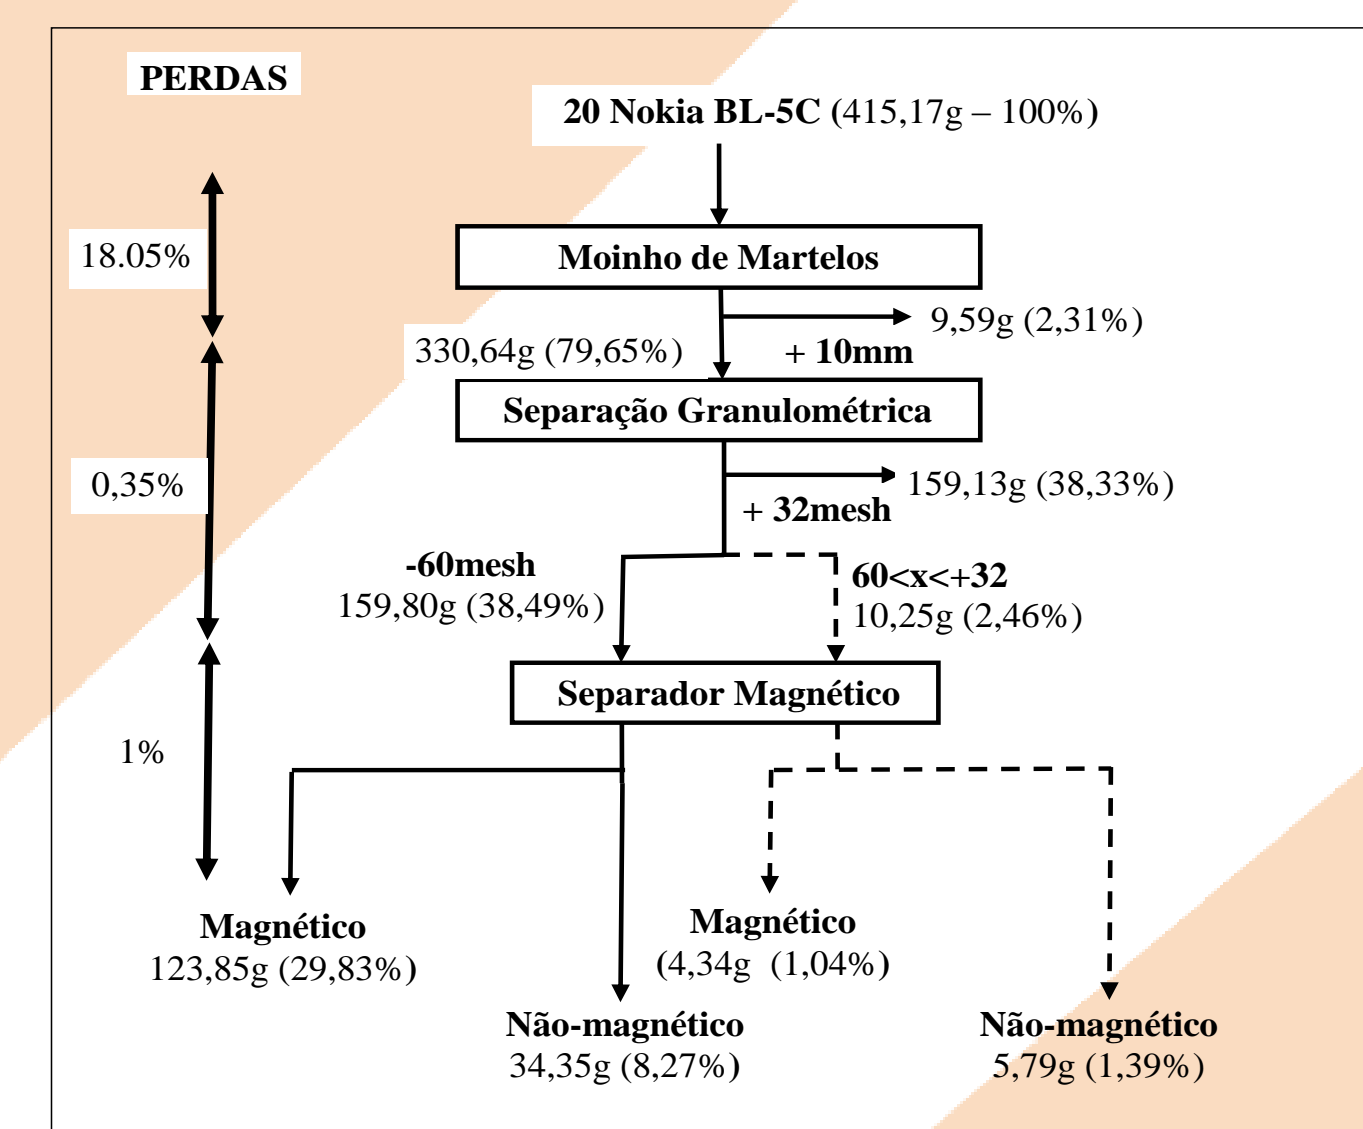 PERDAS
20 Nokia BL-5C (415,17g – 100%)
18.05%
Moinho de Martelos
9,59g (2,31%)
330,64g (79,65%)
+ 10mm
Separação Granulométrica
0,35%
159,13g (38,33%)
+ 32mesh
-60mesh
159,80g (38,49%)
60<x<+32
10,25g (2,46%)
Separador Magnético
1%
Magnético
123,85g (29,83%)
Magnético
(4,34g (1,04%)
Não-magnético
34,35g (8,27%)
Não-magnético
5,79g (1,39%)